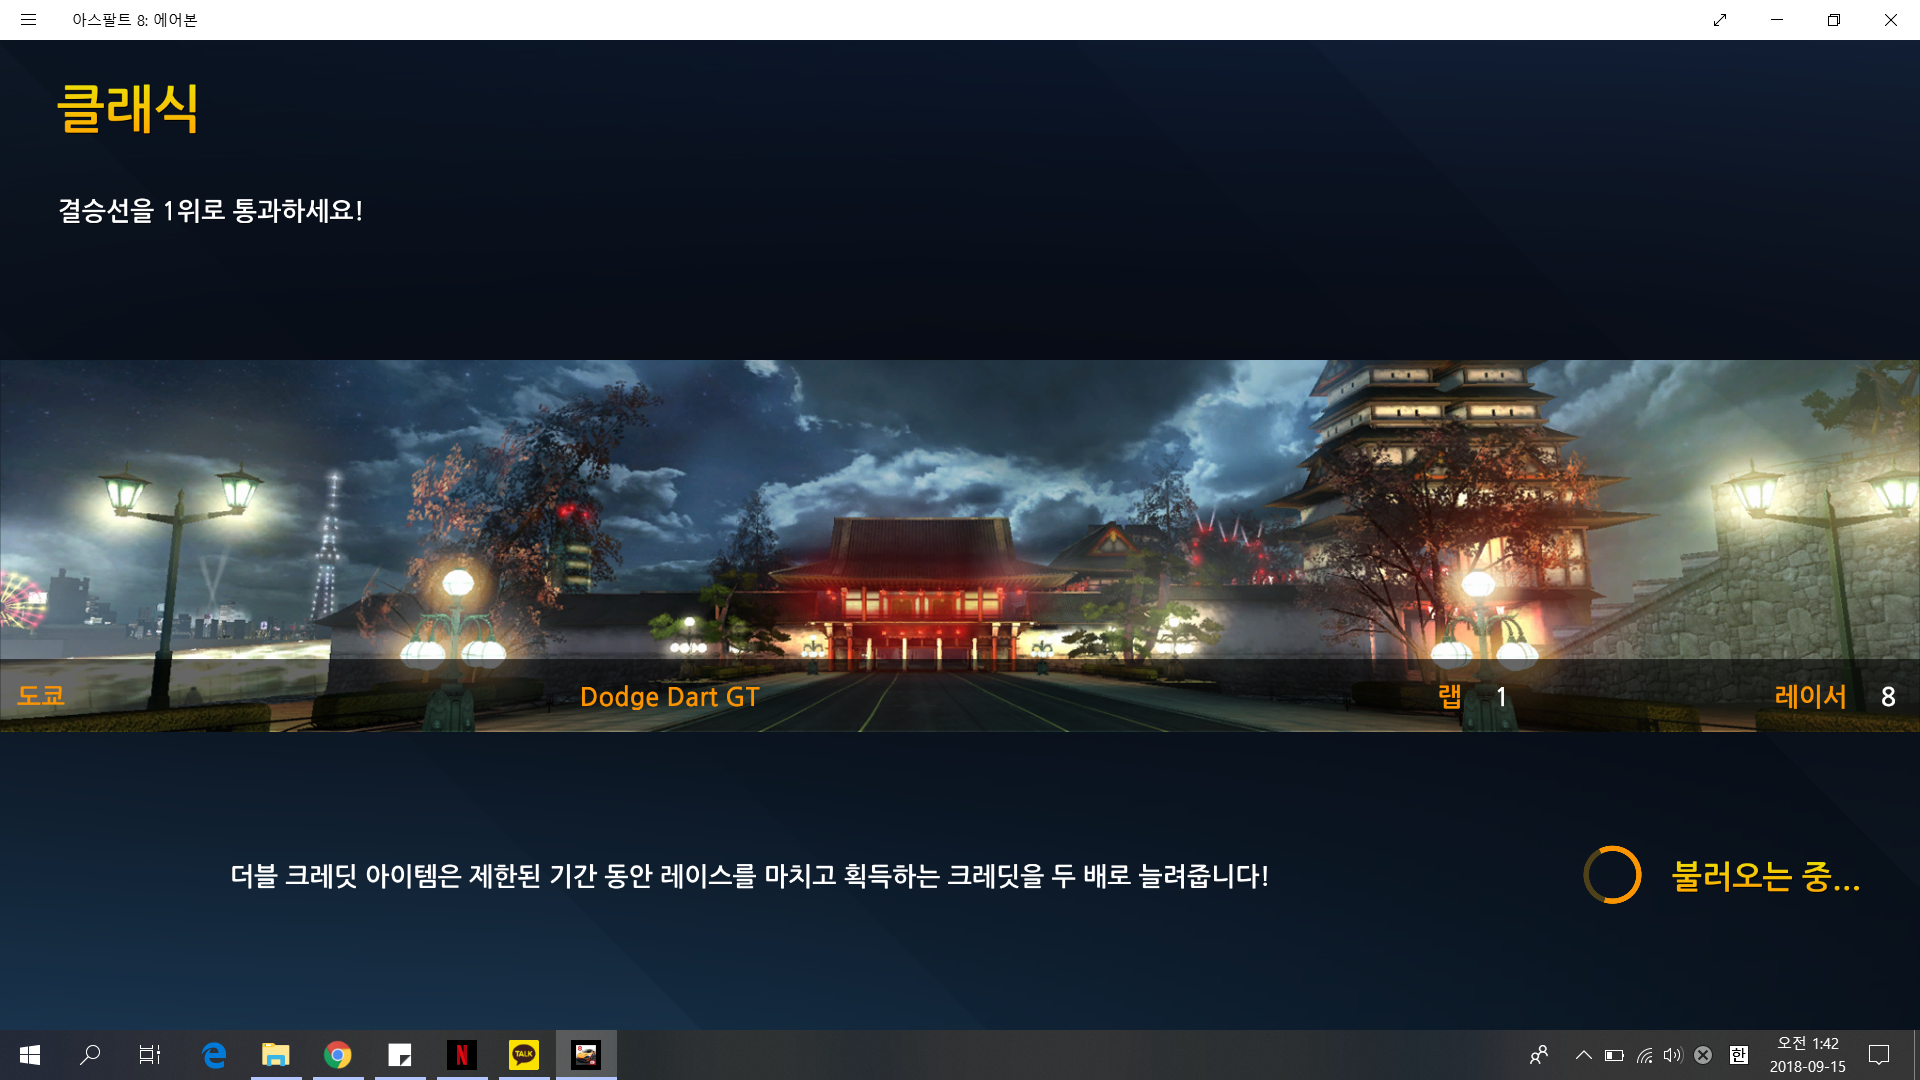 아스팔트 8: 에어본
클래식
결승선을 1위로 통과하세요!
도쿄 Dodge Dart GT 랩 1 레이서 8
더블 크레딧 아이템은 제한된 기간 동안 레이스를 마치고 획득하는 크레딧을 두 배로 늘려줍니다!
불러오는 중...
N
TALK
한
오전 1:42
2018-09-15